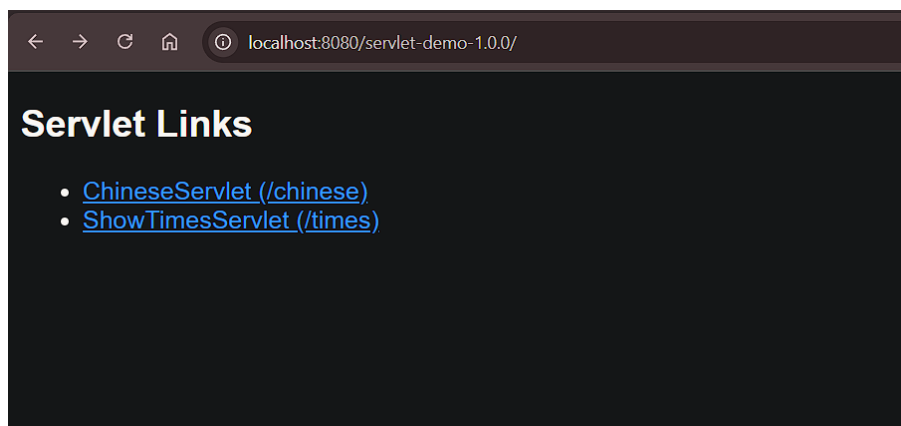 localhost:8080/servlet-demo-1.0.0/
Servlet Links
ChineseServlet (/chinese)
ShowTimesServlet (/times)